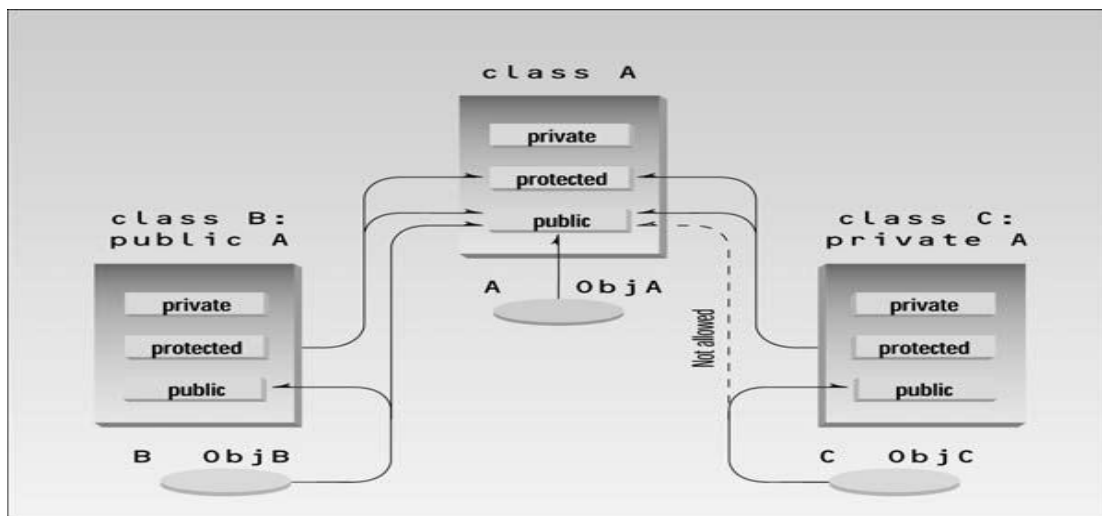 class A
private
protected
public
class B:
public A
private
protected
public
class C:
private A
private
protected
public
A ObjA
Not allowed
B ObjB
C ObjC